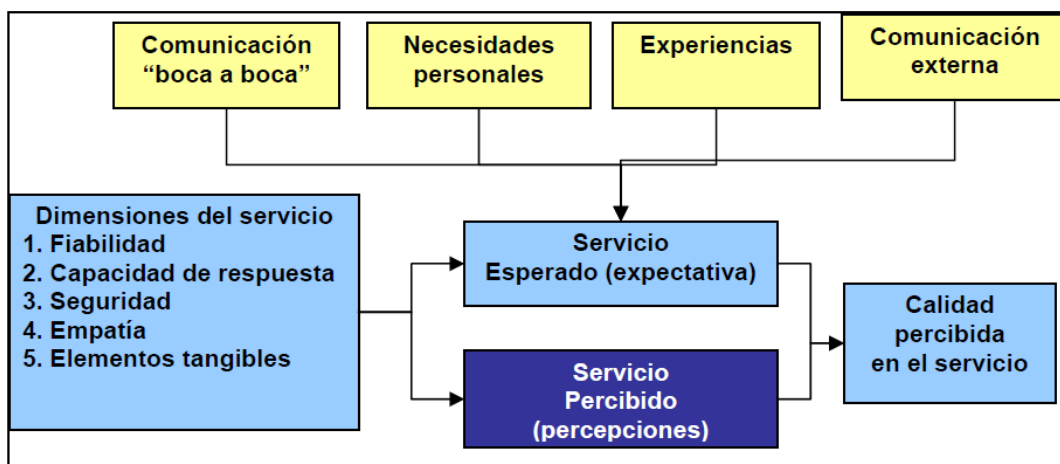 Comunicación
“boca a boca”
Necesidades
personales
Experiencias
Comunicación
externa
Dimensiones del servicio
1. Fiabilidad
2. Capacidad de respuesta
3. Seguridad
4. Empatía
5. Elementos tangibles
Servicio
Esperado (expectativa)
Servicio
Percibido
(percepciones)
Calidad
percibida
en el servicio